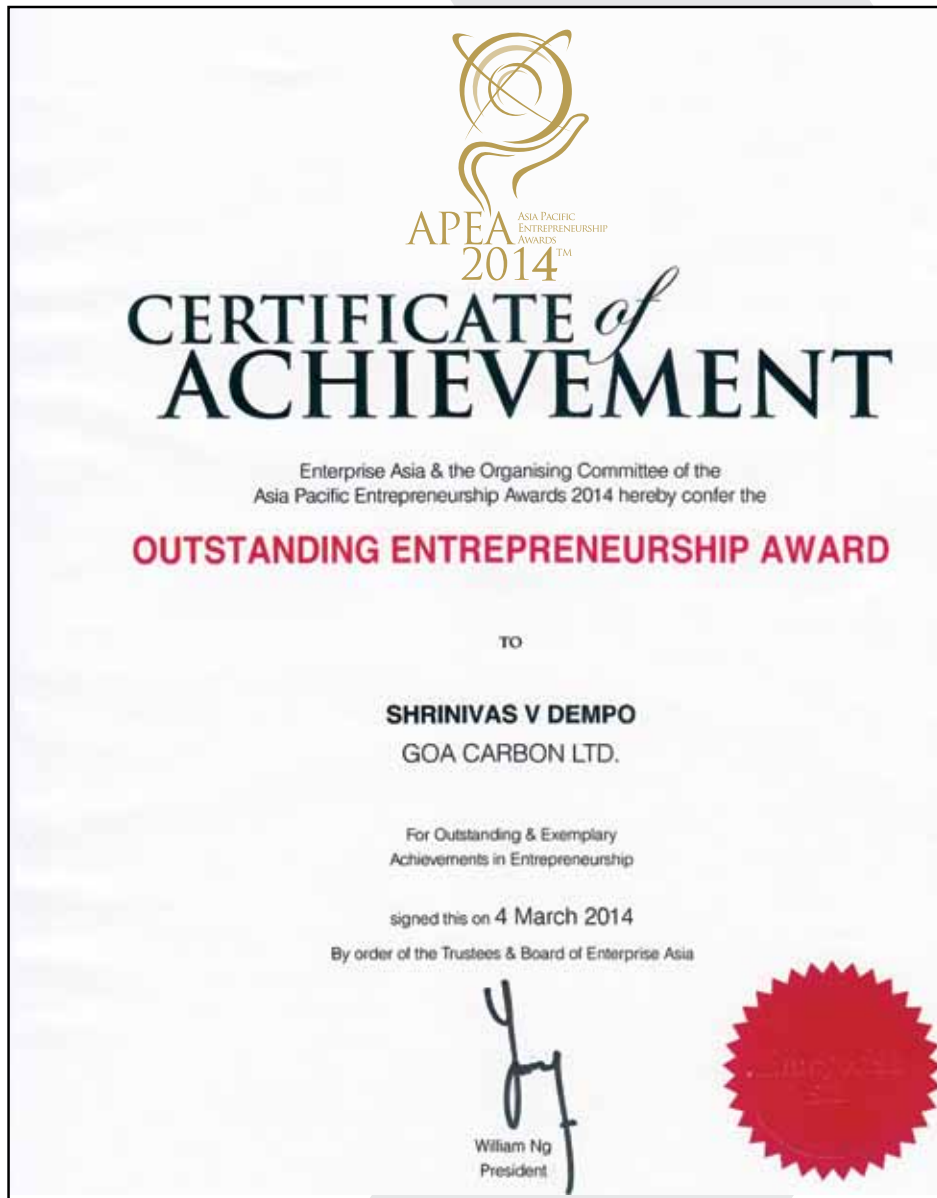 APEA ASIA PACIFIC
ENTREPRENEURSHIP
AWARDS
2014™
CERTIFICATE of
ACHIEVEMENT
Enterprise Asia & the Organising Committee of the
Asia Pacific Entrepreneurship Awards 2014 hereby confer the
OUTSTANDING ENTREPRENEURSHIP AWARD
TO
SHRINIVAS V DEMPO
GOA CARBON LTD.
For Outstanding & Exemplary
Achievements in Entrepreneurship
signed this on 4 March 2014
By order of the Trustees & Board of Enterprise Asia
William Ng
President